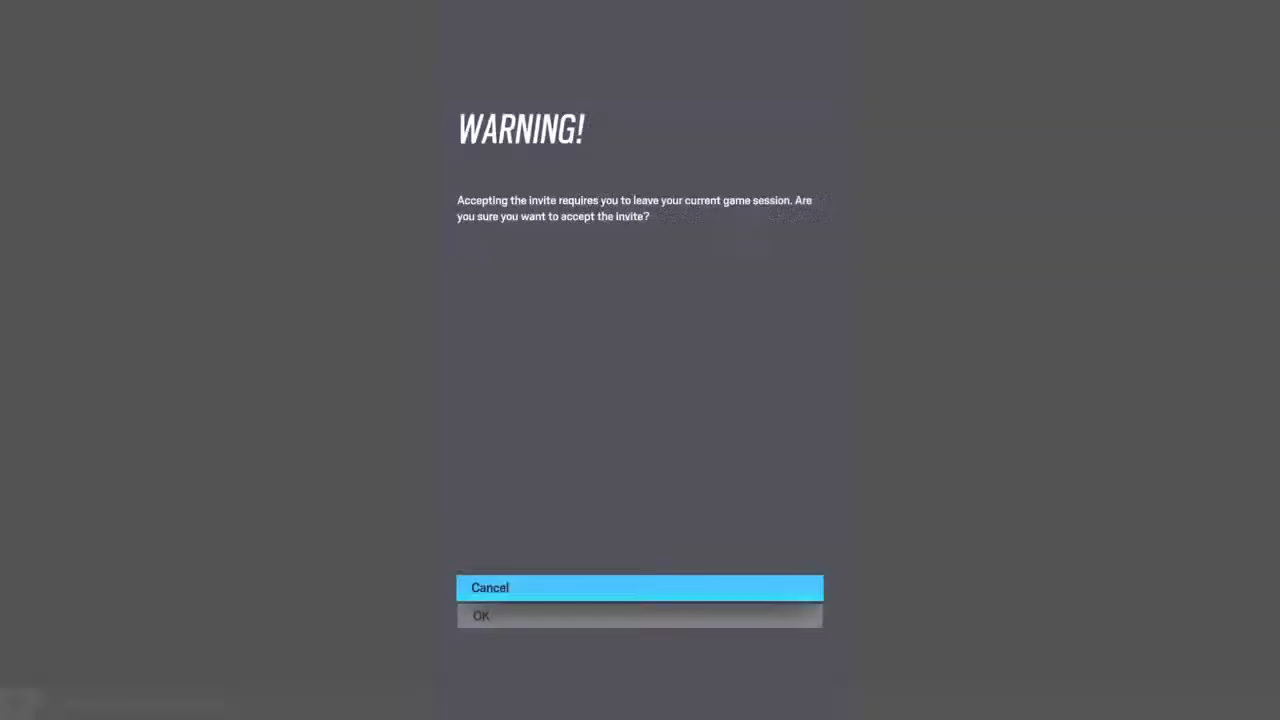 WARNING!
Accepting the invite requires you to leave your current game session. Are
you sure you want to accept the invite?
Cancel
OK